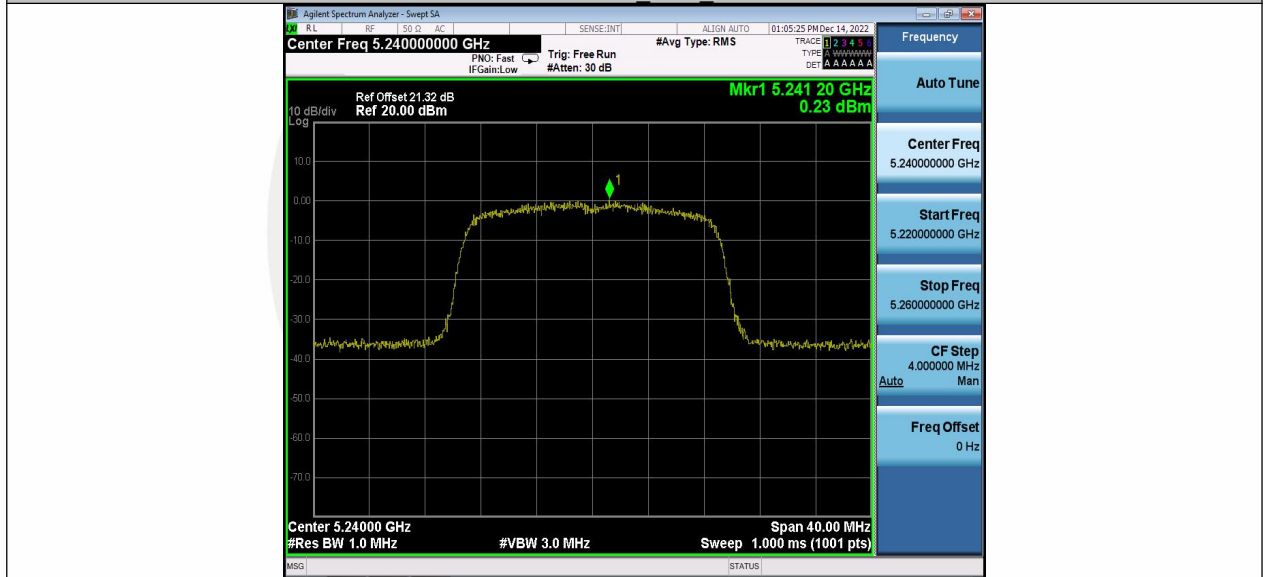 Agilent Spectrum Analyzer - Swept SA
RL RF 50 Ω AC SENSE:INT ALIGN AUTO 01:05:25 PM Dec 14, 2022
Center Freq 5.240000000 GHz
#Avg Type: RMS
TRACE 1 2 3 4 5 6
PNO: Fast
Trig: Free Run
TYPE A WWWWW
IFGain:Low
#Atten: 30 dB
DET A A A A A A
Mkr1 5.241 20 GHz
0.23 dBm
Ref Offset 21.32 dB
10 dB/div Ref 20.00 dBm
Log
10.0
1
0.00
-10.0
-20.0
-30.0
-40.0
-50.0
-60.0
-70.0
Center 5.24000 GHz Span 40.00 MHz
#Res BW 1.0 MHz #VBW 3.0 MHz Sweep 1.000 ms (1001 pts)
MSG STATUS
Frequency
Auto Tune
Center Freq
5.240000000 GHz
Start Freq
5.220000000 GHz
Stop Freq
5.260000000 GHz
CF Step
4.000000 MHz
Auto Man
Freq Offset
0 Hz